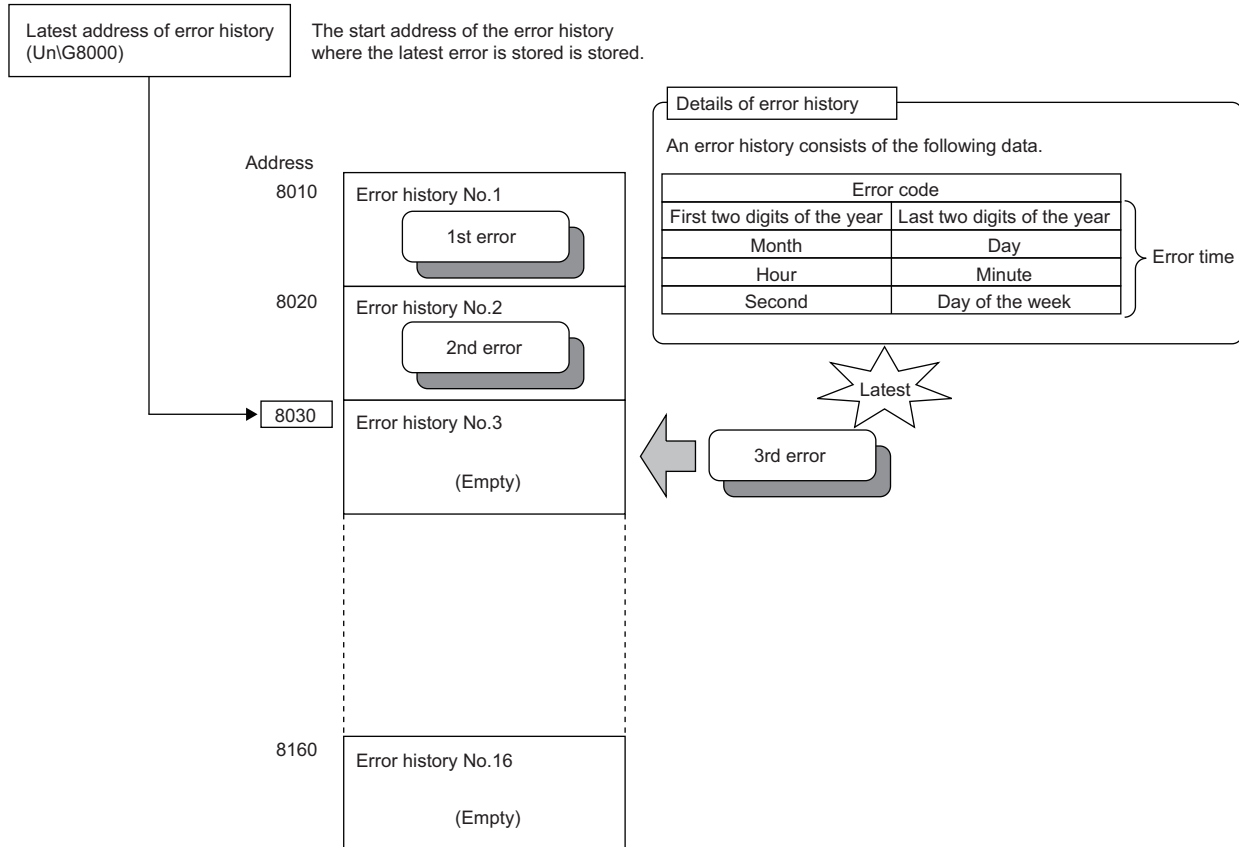 Latest address of error history
(Un\G8000)
The start address of the error history
where the latest error is stored is stored.
Details of error history
An error history consists of the following data.
Error code
First two digits of the year
Last two digits of the year
Month
Day
Hour
Minute
Second
Day of the week
Error time
Address
8010
Error history No.1
1st error
8020
Error history No.2
2nd error
Latest
8030
Error history No.3
(Empty)
3rd error
8160
Error history No.16
(Empty)